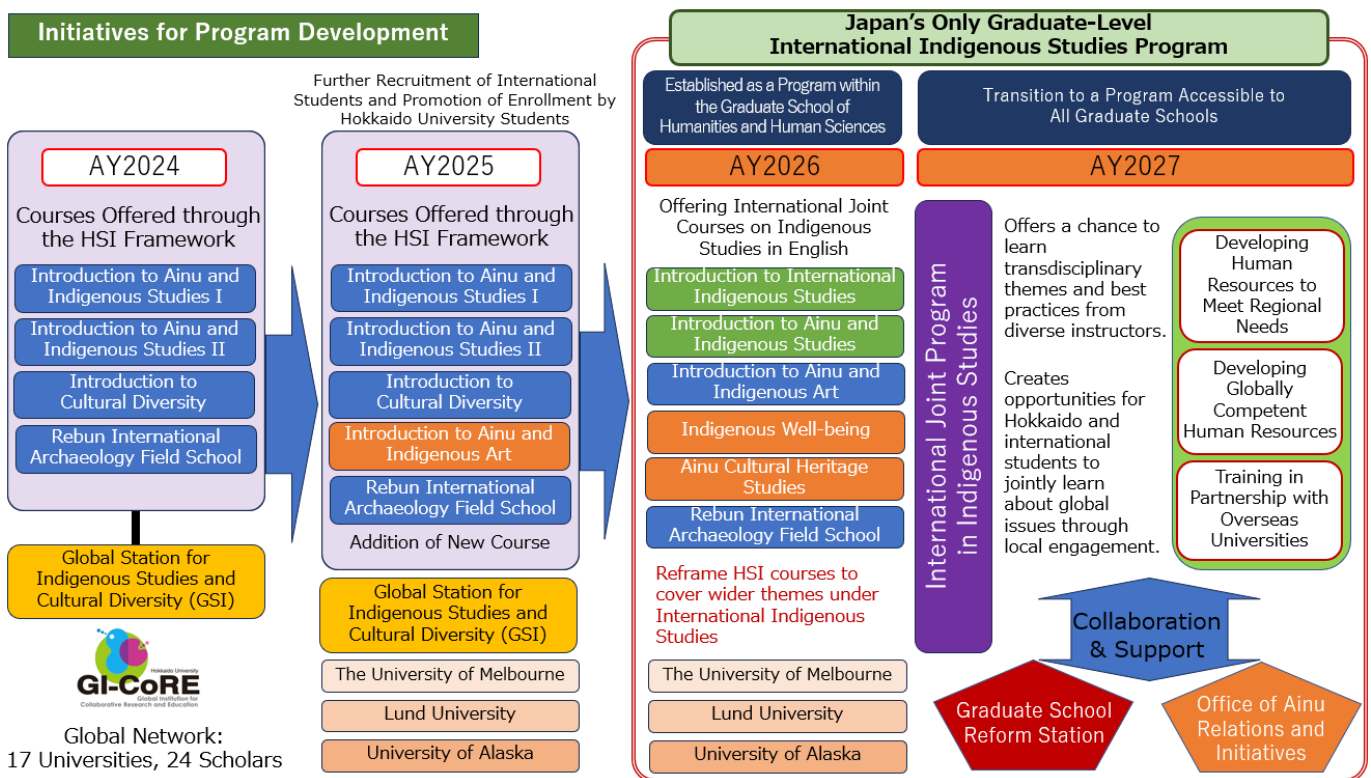 Initiatives for Program Development
Further Recruitment of International
Students and Promotion of Enrollment by
Hokkaido University Students
AY2024
Courses Offered through
the HSI Framework
Introduction to Ainu and
Indigenous Studies I
Introduction to Ainu and
Indigenous Studies II
Introduction to
Cultural Diversity
Rebun International
Archaeology Field School
Global Station for
Indigenous Studies and
Cultural Diversity (GSI)
Hokkaido University
GI-CoRE
Global Institution for
Collaborative Research and Education
Global Network:
17 Universities, 24 Scholars
AY2025
Courses Offered through
the HSI Framework
Introduction to Ainu and
Indigenous Studies I
Introduction to Ainu and
Indigenous Studies II
Introduction to
Cultural Diversity
Introduction to Ainu and
Indigenous Art
Rebun International
Archaeology Field School
Addition of New Course
Global Station for
Indigenous Studies and
Cultural Diversity (GSI)
The University of Melbourne
Lund University
University of Alaska
Japan's Only Graduate-Level
International Indigenous Studies Program
Established as a Program within
the Graduate School of
Humanities and Human Sciences
AY2026
Offering International Joint
Courses on Indigenous
Studies in English
Introduction to International
Indigenous Studies
Introduction to Ainu and
Indigenous Studies
Introduction to Ainu and
Indigenous Art
Indigenous Well-being
Ainu Cultural Heritage
Studies
Rebun International
Archaeology Field School
Reframe HSI courses to
cover wider themes under
International Indigenous
Studies
The University of Melbourne
Lund University
University of Alaska
Transition to a Program Accessible to
All Graduate Schools
AY2027
International Joint Program
in Indigenous Studies
Offers a chance to
learn
transdisciplinary
themes and best
practices from
diverse instructors.
Creates
opportunities for
Hokkaido and
international
students to
jointly learn
about global
issues through
local engagement.
Developing
Human
Resources to
Meet Regional
Needs
Developing
Globally
Competent
Human Resources
Training in
Partnership with
Overseas
Universities
Collaboration
& Support
Graduate School
Reform Station
Office of Ainu
Relations and
Initiatives